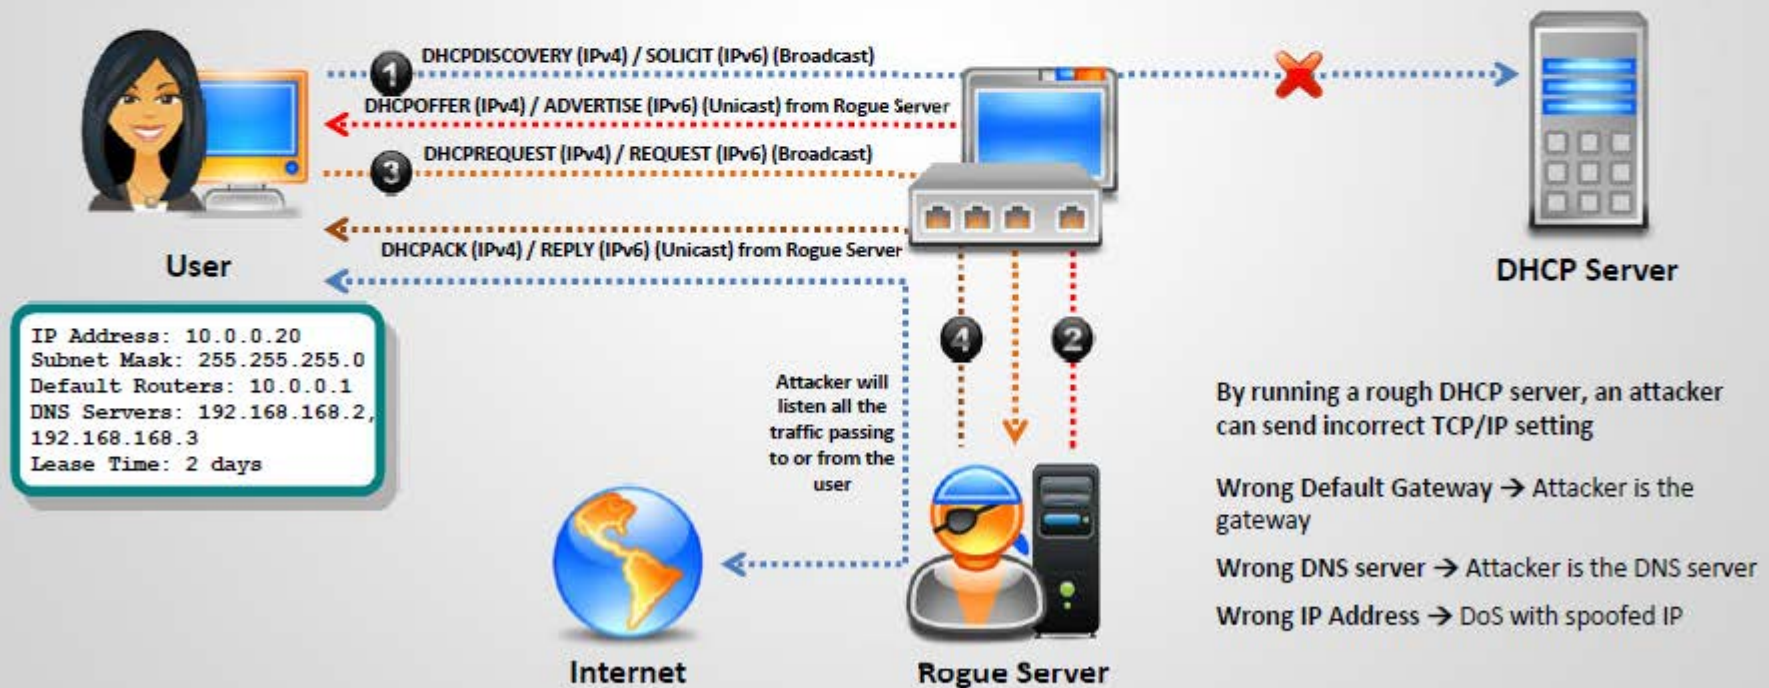 1
DHCPDISCOVERY (IPv4) / SOLICIT (IPv6) (Broadcast)
DHCPOFFER (IPv4) / ADVERTISE (IPv6) (Unicast) from Rogue Server
3
DHCPREQUEST (IPv4) / REQUEST (IPv6) (Broadcast)
DHCPACK (IPv4) / REPLY (IPv6) (Unicast) from Rogue Server
User
DHCP Server
IP Address: 10.0.0.20
Subnet Mask: 255.255.255.0
Default Routers: 10.0.0.1
DNS Servers: 192.168.168.2,
192.168.168.3
Lease Time: 2 days
4
2
Attacker will
listen all the
traffic passing
to or from the
user
By running a rough DHCP server, an attacker
can send incorrect TCP/IP setting
Wrong Default Gateway → Attacker is the
gateway
Wrong DNS server → Attacker is the DNS server
Wrong IP Address → DoS with spoofed IP
Internet
Rogue Server